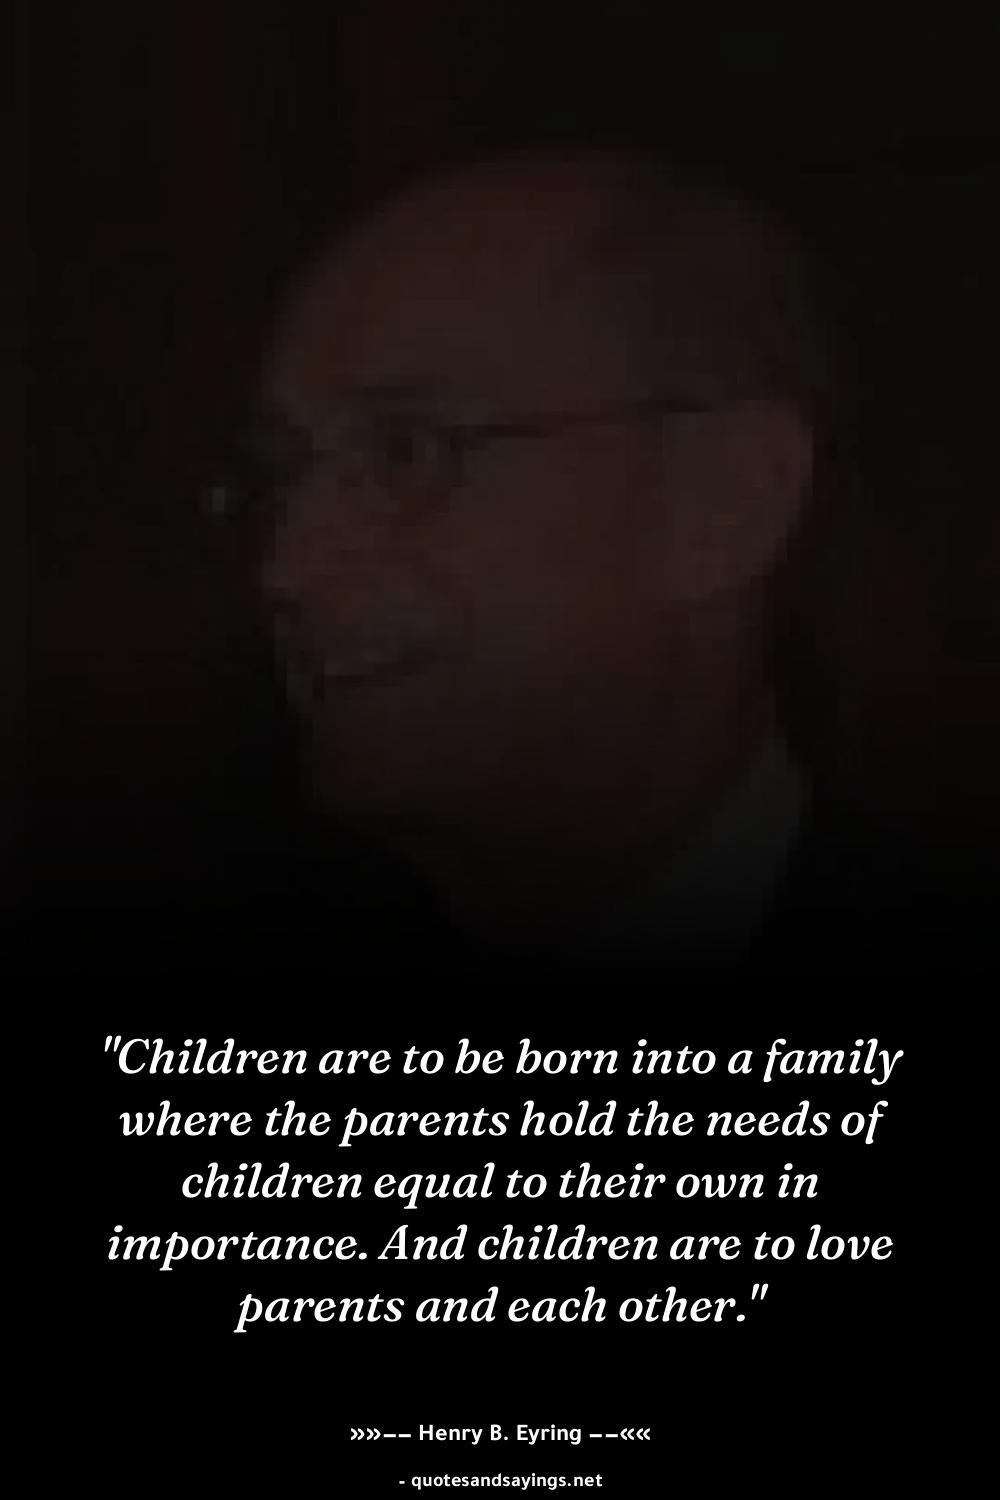 "Children are to be born into a family
where the parents hold the needs of
children equal to their own in
importance. And children are to love
parents and each other."
»»−− Henry B. Eyring −−««
- quotesandsayings.net